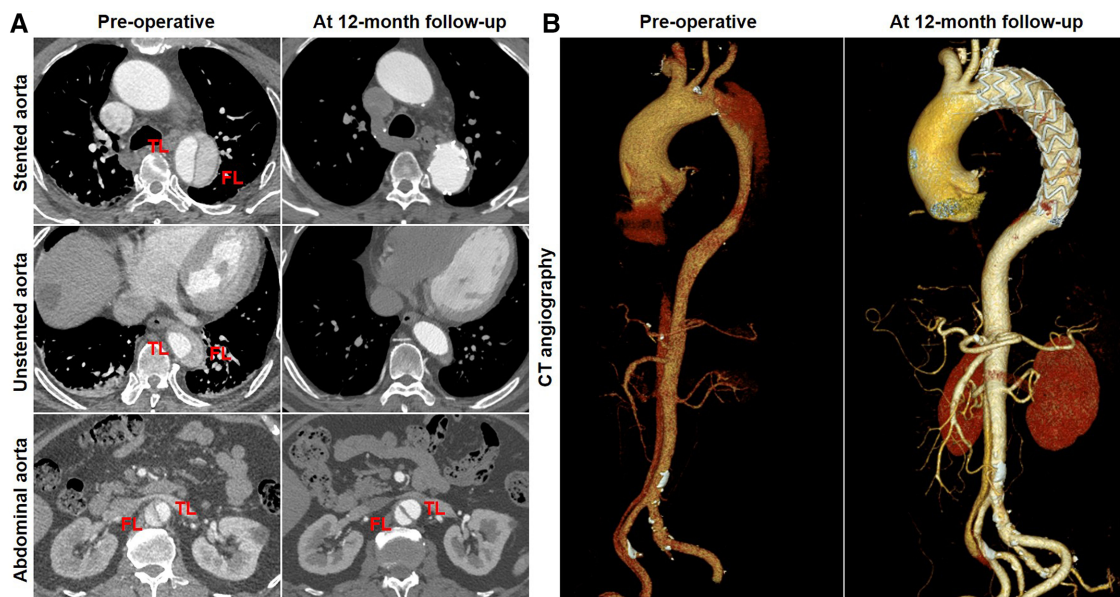 A
Pre-operative
At 12-month follow-up
Stented aorta
TL
FL
Unstented aorta
TL
FL
Abdominal aorta
FL
TL
FL
TL
B
Pre-operative
At 12-month follow-up
CT angiography